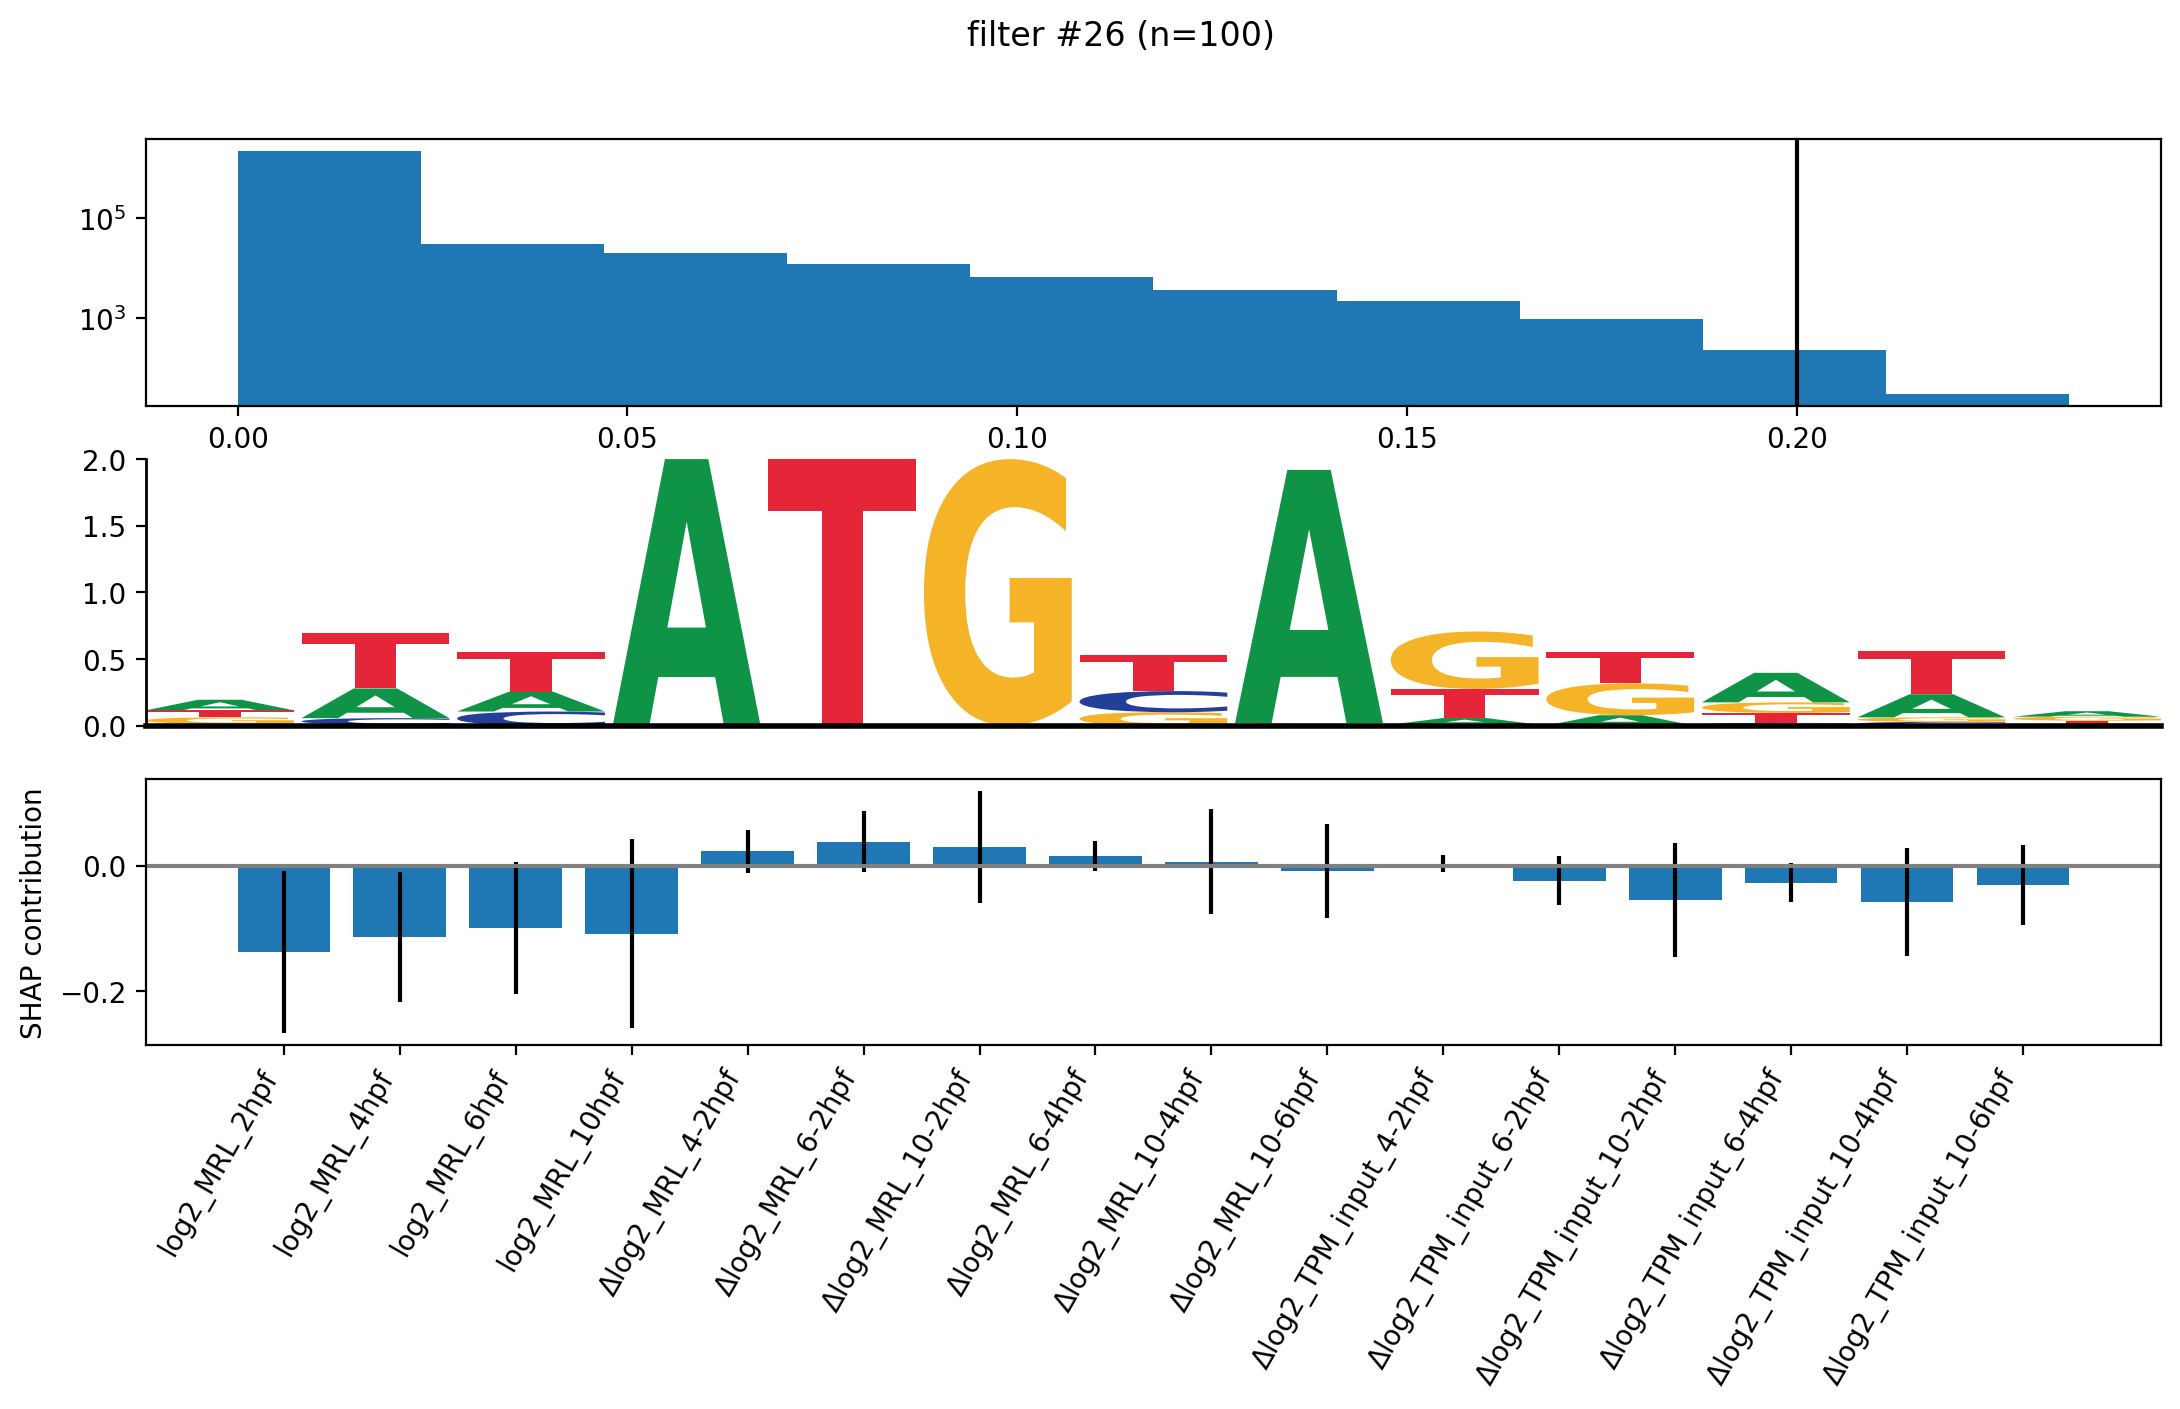 filter #26 (n=100)
10^5
10^3
0.00 0.05 0.10 0.15 0.20
2.0
1.5
1.0
0.5
0.0
A T A T G T A G T A T A
T A A C T G G T A G
G C C G A A T G T
SHAP contribution
0.0
−0.2
log2_MRL_2hpf
log2_MRL_4hpf
log2_MRL_6hpf
log2_MRL_10hpf
Δlog2_MRL_4-2hpf
Δlog2_MRL_6-2hpf
Δlog2_MRL_10-2hpf
Δlog2_MRL_6-4hpf
Δlog2_MRL_10-4hpf
Δlog2_MRL_10-6hpf
Δlog2_TPM_input_4-2hpf
Δlog2_TPM_input_6-2hpf
Δlog2_TPM_input_10-2hpf
Δlog2_TPM_input_6-4hpf
Δlog2_TPM_input_10-4hpf
Δlog2_TPM_input_10-6hpf